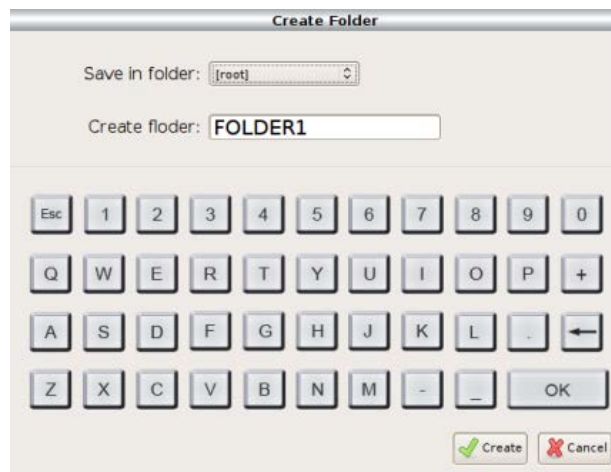 Create Folder
Save in folder: [root]
Create floder: FOLDER1
Esc 1 2 3 4 5 6 7 8 9 0
Q W E R T Y U I O P +
A S D F G H J K L .
Z X C V B N M - _ OK
Create Cancel